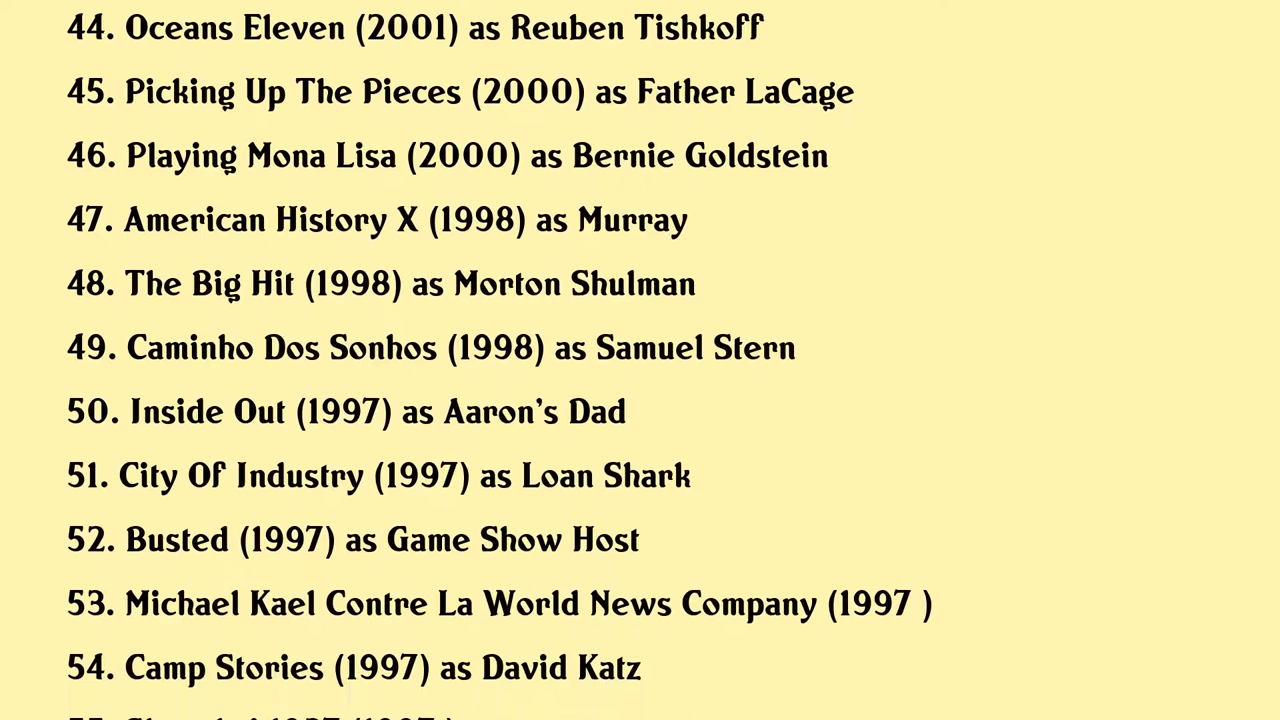 44. Oceans Eleven (2001) as Reuben Tishkoff
45. Picking Up The Pieces (2000) as Father LaCage
46. Playing Mona Lisa (2000) as Bernie Goldstein
47. American History X (1998) as Murray
48. The Big Hit (1998) as Morton Shulman
49. Caminho Dos Sonhos (1998) as Samuel Stern
50. Inside Out (1997) as Aaron's Dad
51. City Of Industry (1997) as Loan Shark
52. Busted (1997) as Game Show Host
53. Michael Kael Contre La World News Company (1997 )
54. Camp Stories (1997) as David Katz